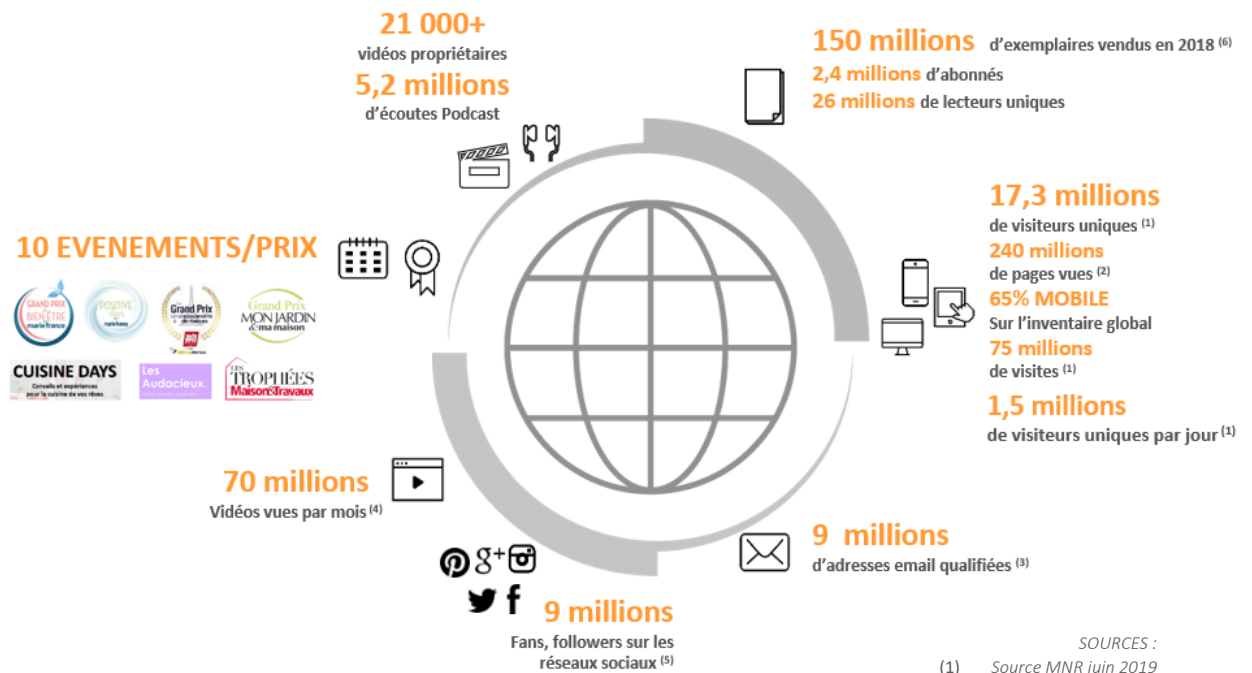 21 000+
vidéos propriétaires
5,2 millions
d'écoutes Podcast
150 millions d'exemplaires vendus en 2018 (6)
2,4 millions d'abonnés
26 millions de lecteurs uniques
17,3 millions
de visiteurs uniques (1)
240 millions
de pages vues (2)
65% MOBILE
Sur l'inventaire global
75 millions
de visites (1)
1,5 millions
de visiteurs uniques par jour (1)
10 EVENEMENTS/PRIX
GRAND PRIX
BIEN-ÊTRE
marie france
POSITIVE
days
marie france
Grand Prix
Grand Prix
MON JARDIN
&ma maison
CUISINE DAYS
Conseils et expériences
pour la cuisine de vos rêves
Les
Audacieux.
LES
TROPHÉES
Maison&Travaux
70 millions
Vidéos vues par mois (4)
g+
f
9 millions
Fans, followers sur les
réseaux sociaux (5)
9 millions
d'adresses email qualifiées (3)
SOURCES :
(1) Source MNR juin 2019